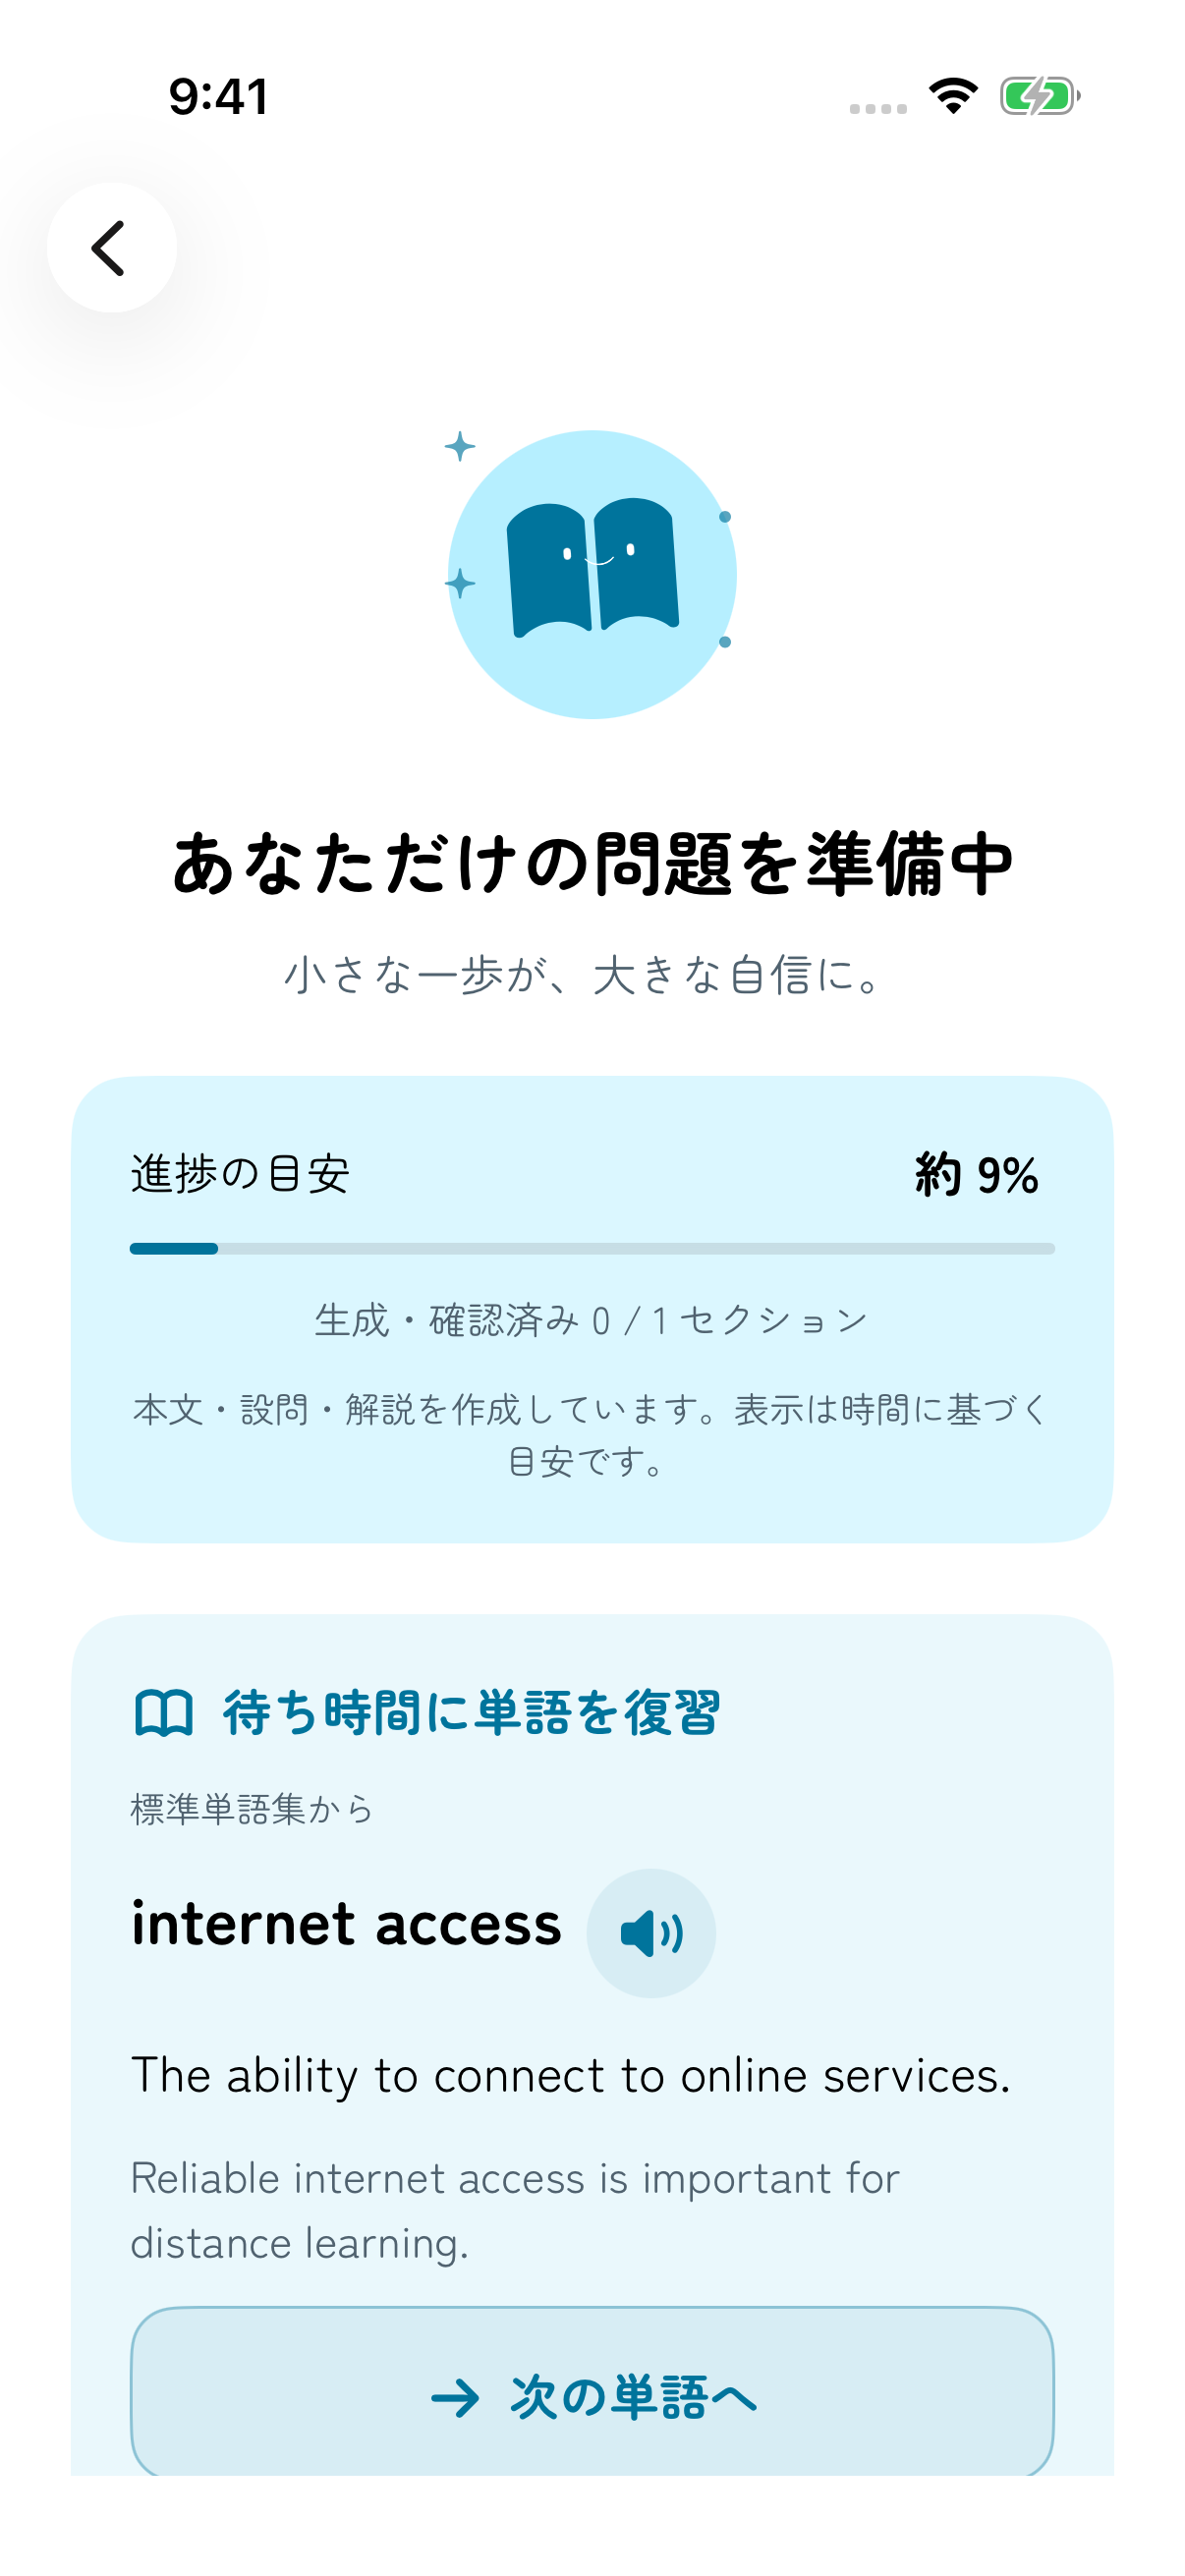 9:41
あなただけの問題を準備中
小さな一歩が、大きな自信に。
進捗の目安
約 9%
生成・確認済み 0 / 1 セクション
本文・設問・解説を作成しています。表示は時間に基づく
目安です。
待ち時間に単語を復習
標準単語集から
internet access
The ability to connect to online services.
Reliable internet access is important for
distance learning.
→ 次の単語へ